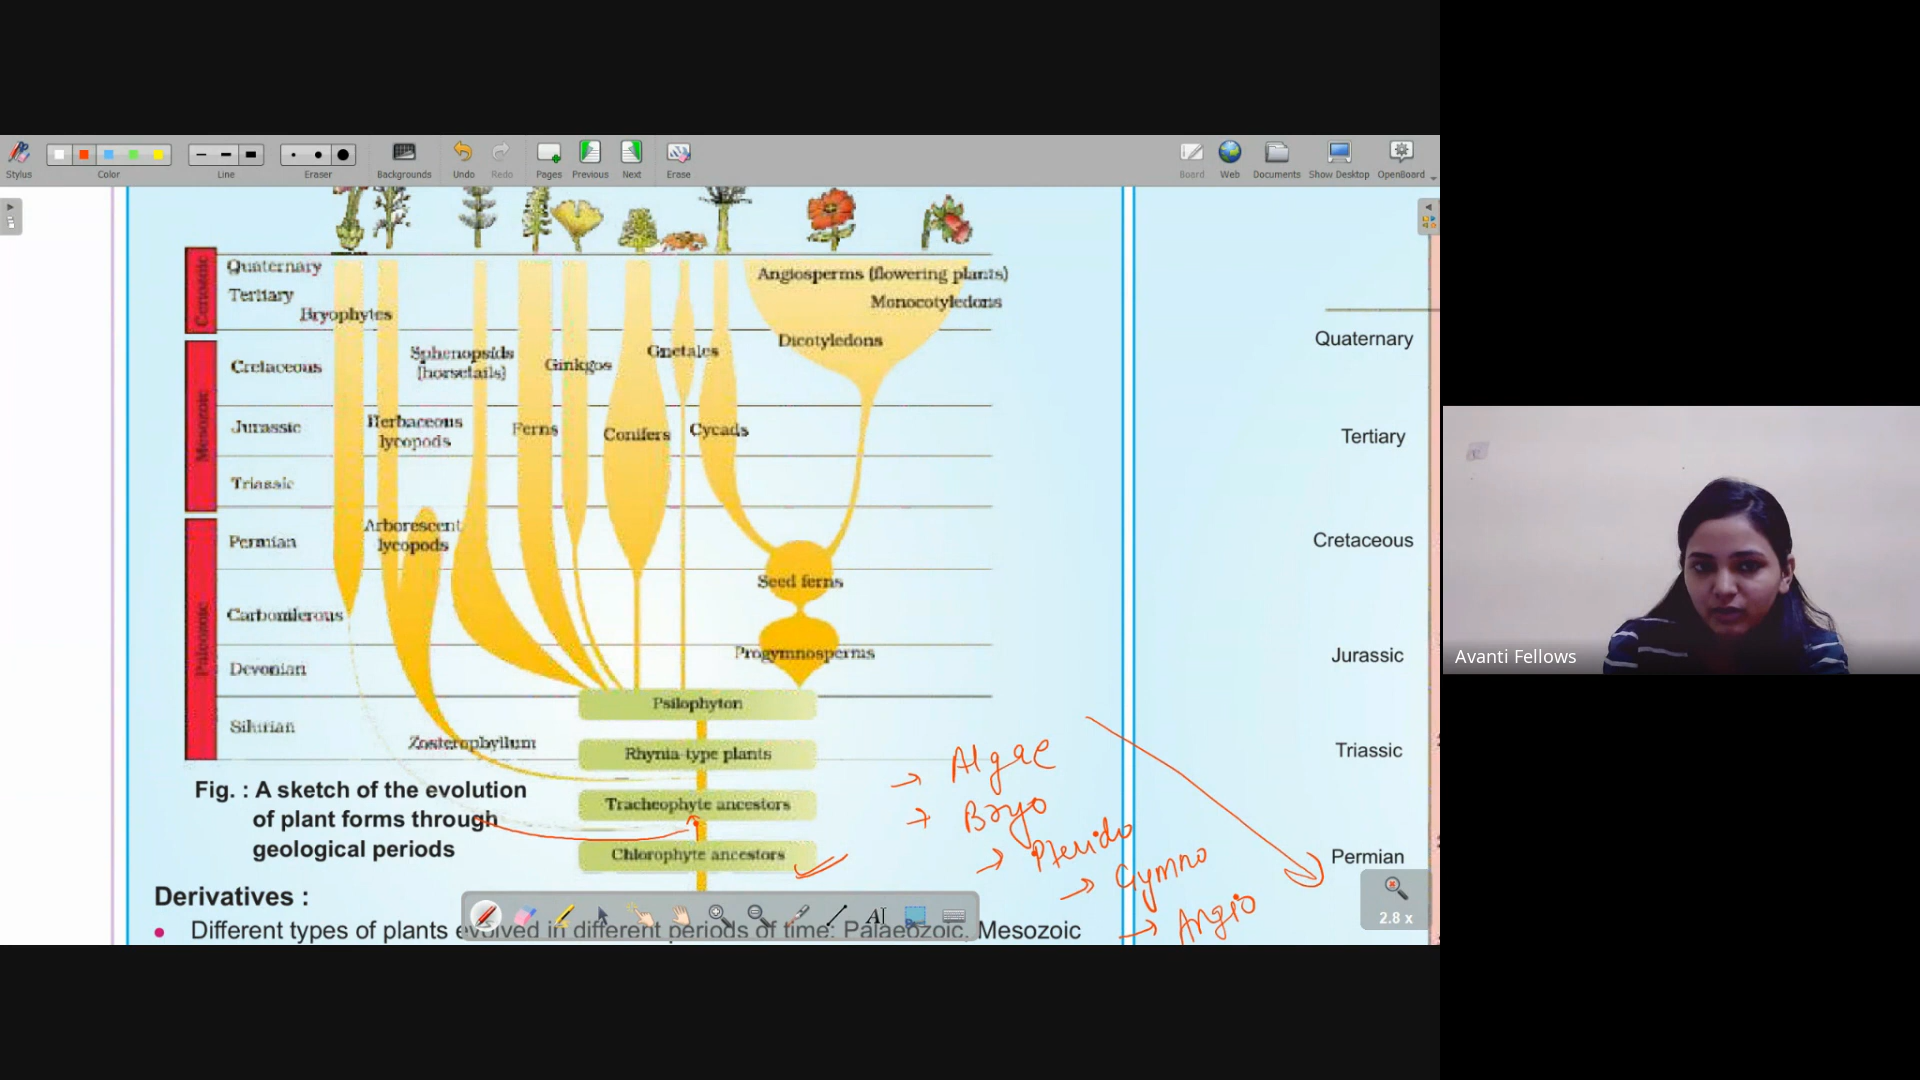 Stylus Color Line Eraser Backgrounds Undo Redo Pages Previous Next Erase Board Web Documents Show Desktop OpenBoard
Cenozoic
Quaternary
Tertiary
Bryophytes
Angiosperms (flowering plants)
Monocotyledons
Dicotyledons
Mesozoic
Cretaceous
Sphenopsids
(horsetails)
Ginkgos
Gnetales
Jurassic
Herbaceous
lycopods
Ferns
Conifers
Cycads
Triassic
Paleozoic
Permian
Arborescent
lycopods
Seed ferns
Carboniferous
Devonian
Progymnosperms
Psilophyton
Silurian
Zosterophyllum
Rhynia-type plants
Tracheophyte ancestors
Chlorophyte ancestors
Fig. : A sketch of the evolution
of plant forms through
geological periods
→ Algae
→ Bryo
→ Pterido
→ Gymno
→ Angio
Derivatives :
• Different types of plants evolved in different periods of time: Palaeozoic, Mesozoic
Quaternary
Tertiary
Cretaceous
Jurassic
Triassic
Permian
2.8 x
Avanti Fellows